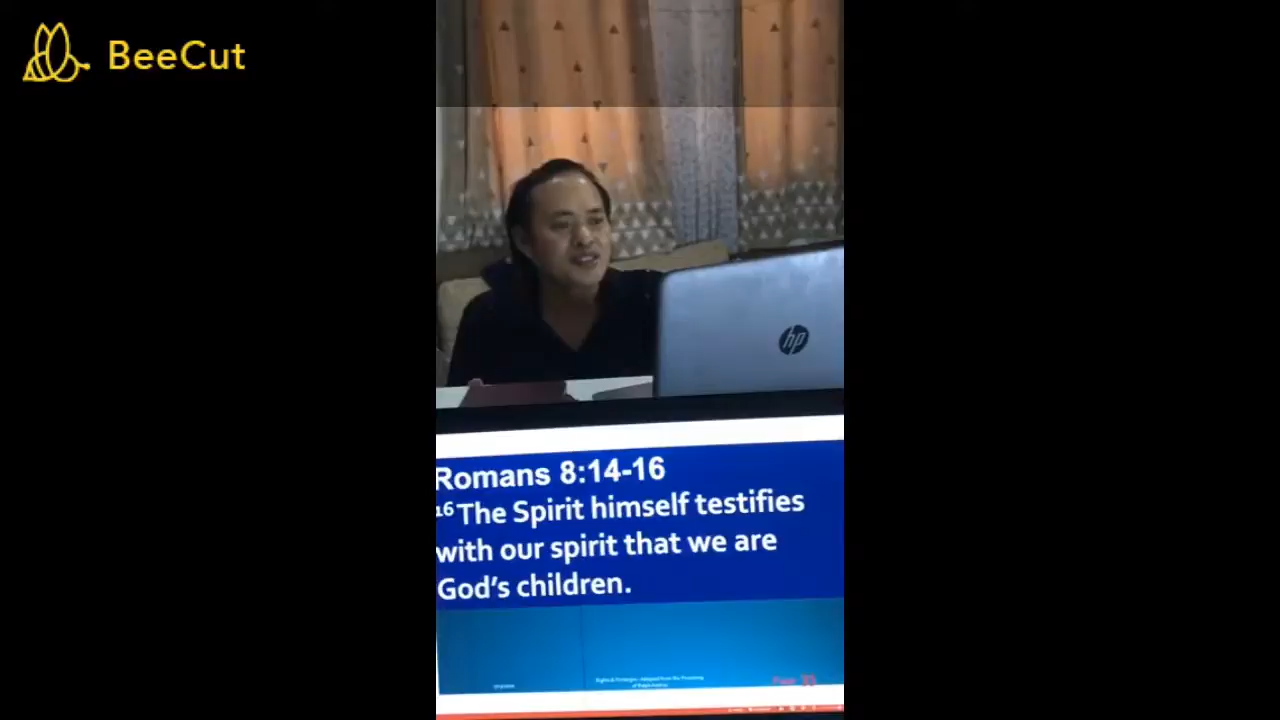 BeeCut
hp
Romans 8:14-16
16 The Spirit himself testifies
with our spirit that we are
God's children.
Page